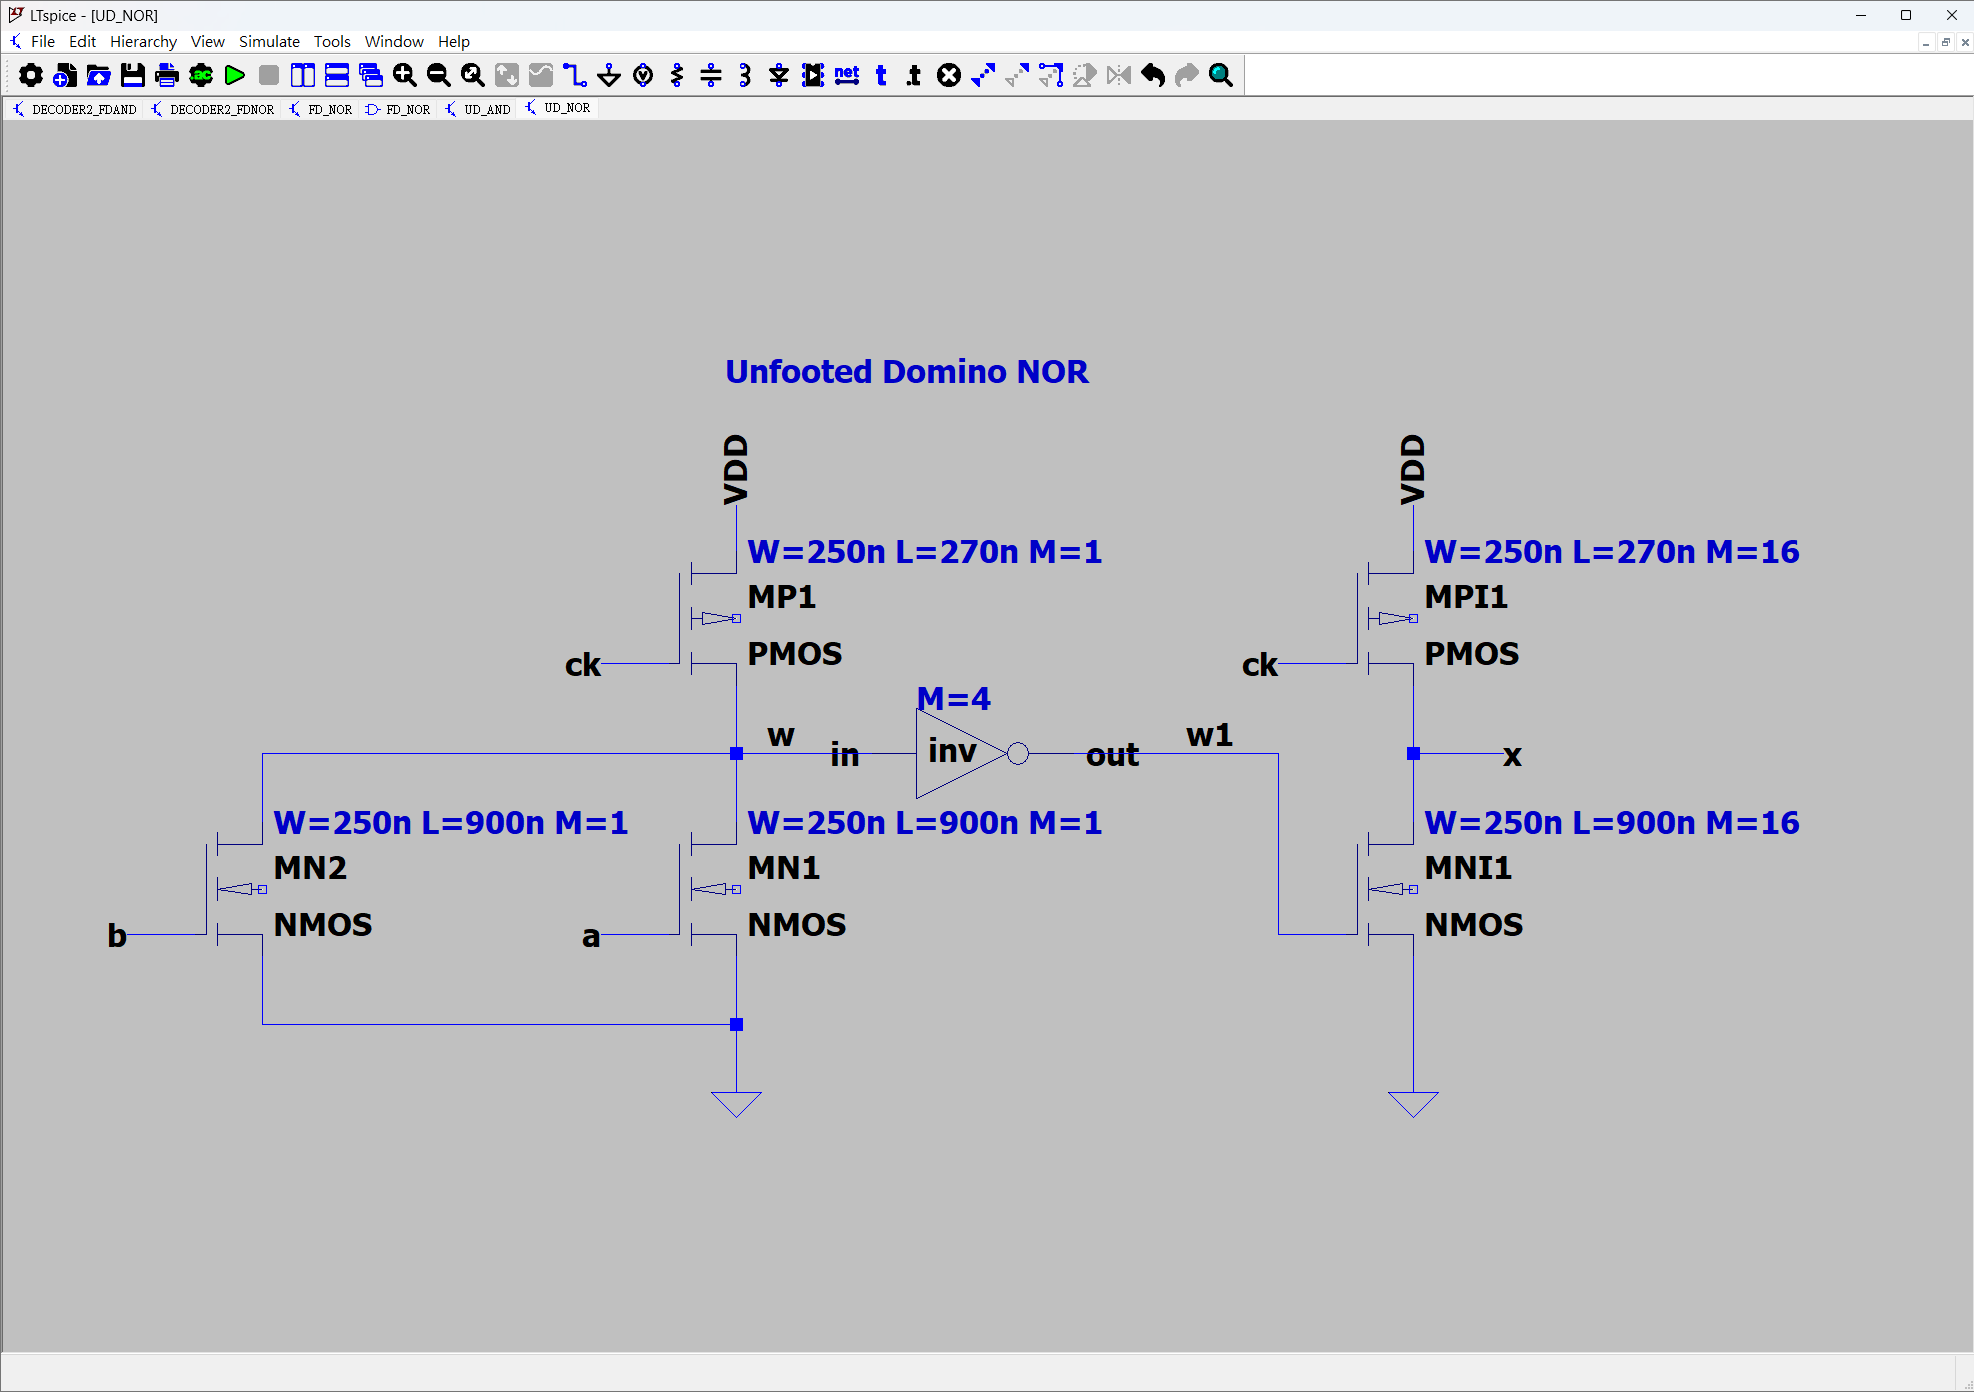 LTspice - [UD_NOR]
File Edit Hierarchy View Simulate Tools Window Help
.ac
net t .t
DECODER2_FDAND DECODER2_FDNOR FD_NOR FD_NOR UD_AND UD_NOR
Unfooted Domino NOR
VDD
VDD
W=250n L=270n M=1
W=250n L=270n M=16
MP1
MPI1
ck
PMOS
ck
PMOS
M=4
w
w1
in
inv
out
x
W=250n L=900n M=1
W=250n L=900n M=1
W=250n L=900n M=16
MN2
MN1
MNI1
b
NMOS
a
NMOS
NMOS